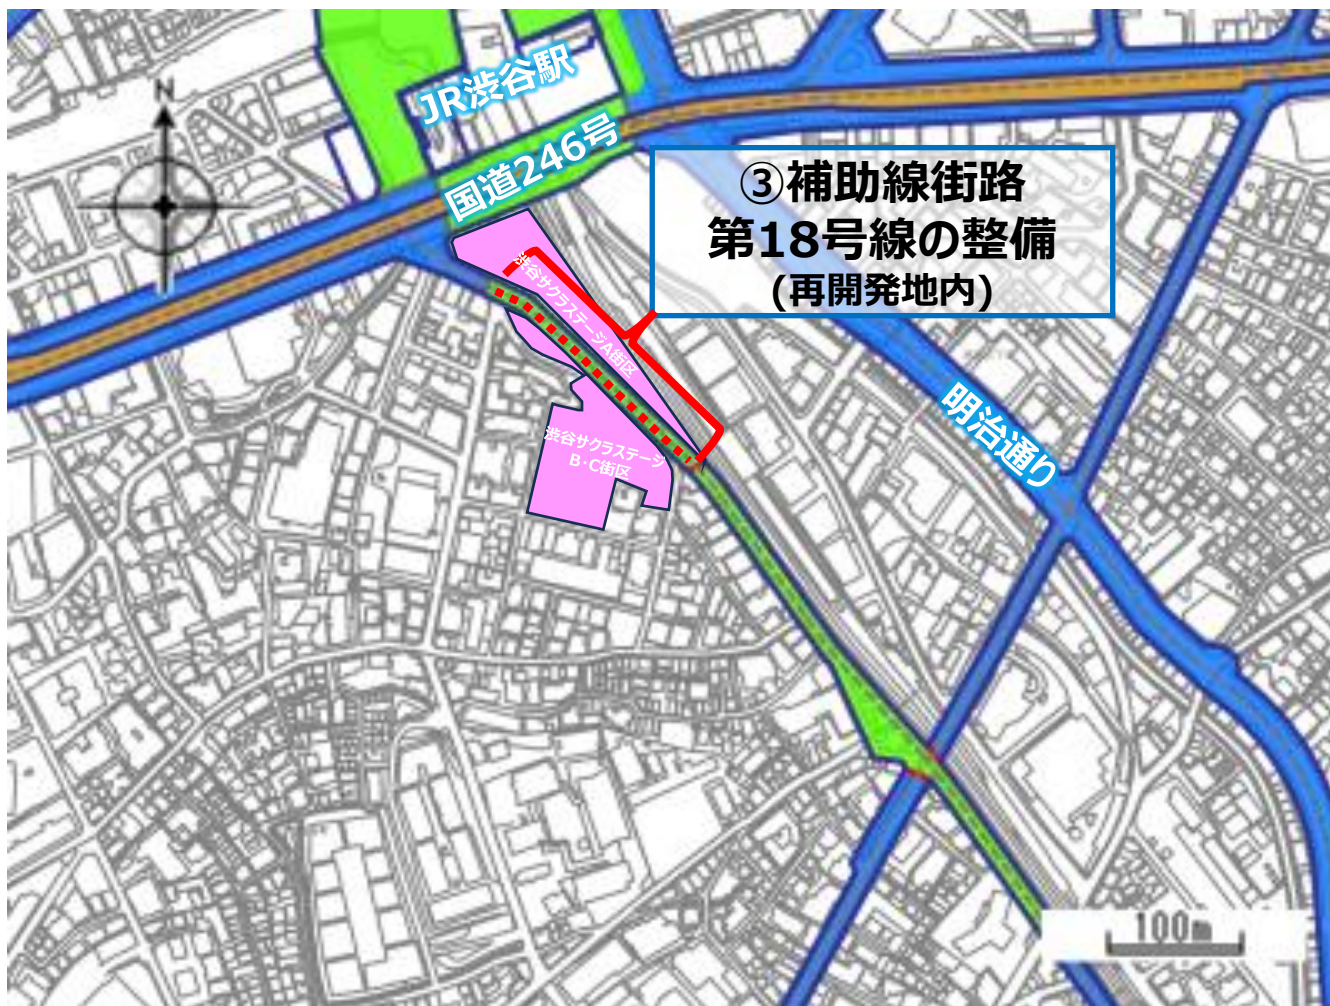 N
JR渋谷駅
国道246号
③補助線街路
第18号線の整備
(再開発地内)
渋谷サクラステージA街区
渋谷サクラステージ
B・C街区
明治通り
100m